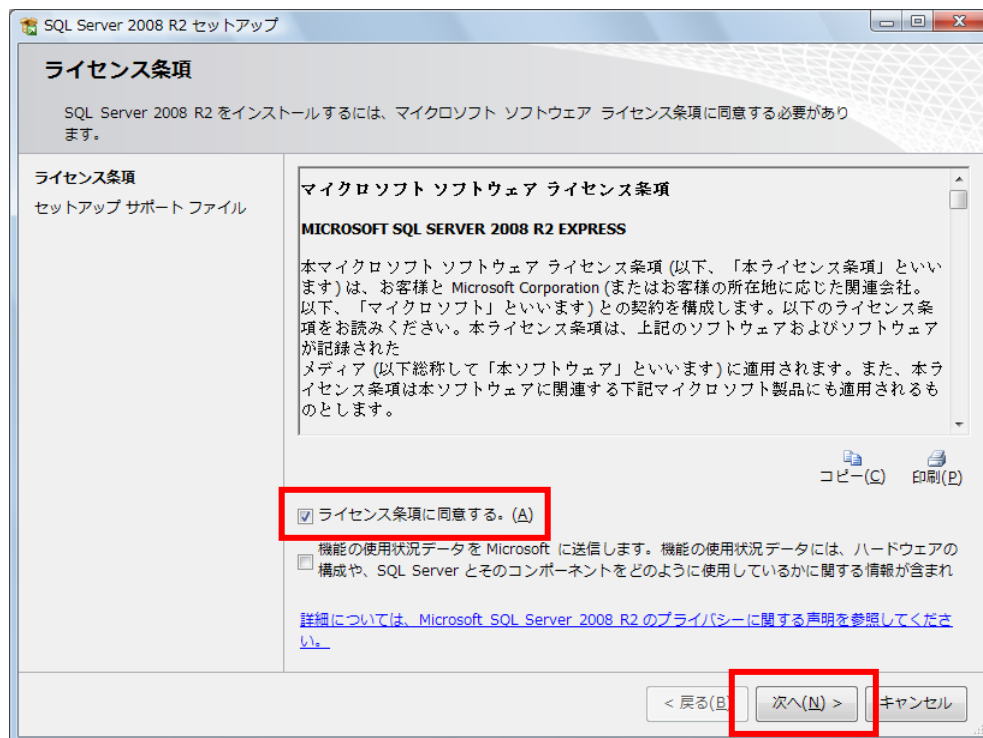 SQL Server 2008 R2 セットアップ
ライセンス条項
SQL Server 2008 R2 をインストールするには、マイクロソフト ソフトウェア ライセンス条項に同意する必要があり
ます。
ライセンス条項
セットアップ サポート ファイル
マイクロソフト ソフトウェア ライセンス条項
MICROSOFT SQL SERVER 2008 R2 EXPRESS
本マイクロソフト ソフトウェア ライセンス条項 (以下、「本ライセンス条項」といい
ます) は、お客様と Microsoft Corporation (またはお客様の所在地に応じた関連会社。
以下、「マイクロソフト」といいます) との契約を構成します。以下のライセンス条
項をお読みください。本ライセンス条項は、上記のソフトウェアおよびソフトウェア
が記録された
メディア (以下総称して「本ソフトウェア」といいます) に適用されます。また、本ラ
イセンス条項は本ソフトウェアに関連する下記マイクロソフト製品にも適用されるも
のとします。
コピー(C) 印刷(P)
ライセンス条項に同意する。(A)
機能の使用状況データを Microsoft に送信します。機能の使用状況データには、ハードウェアの
構成や、SQL Server とそのコンポーネントをどのように使用しているかに関する情報が含まれ
詳細については、Microsoft SQL Server 2008 R2 のプライバシーに関する声明を参照してくださ
い。
< 戻る(B) 次へ(N) > キャンセル